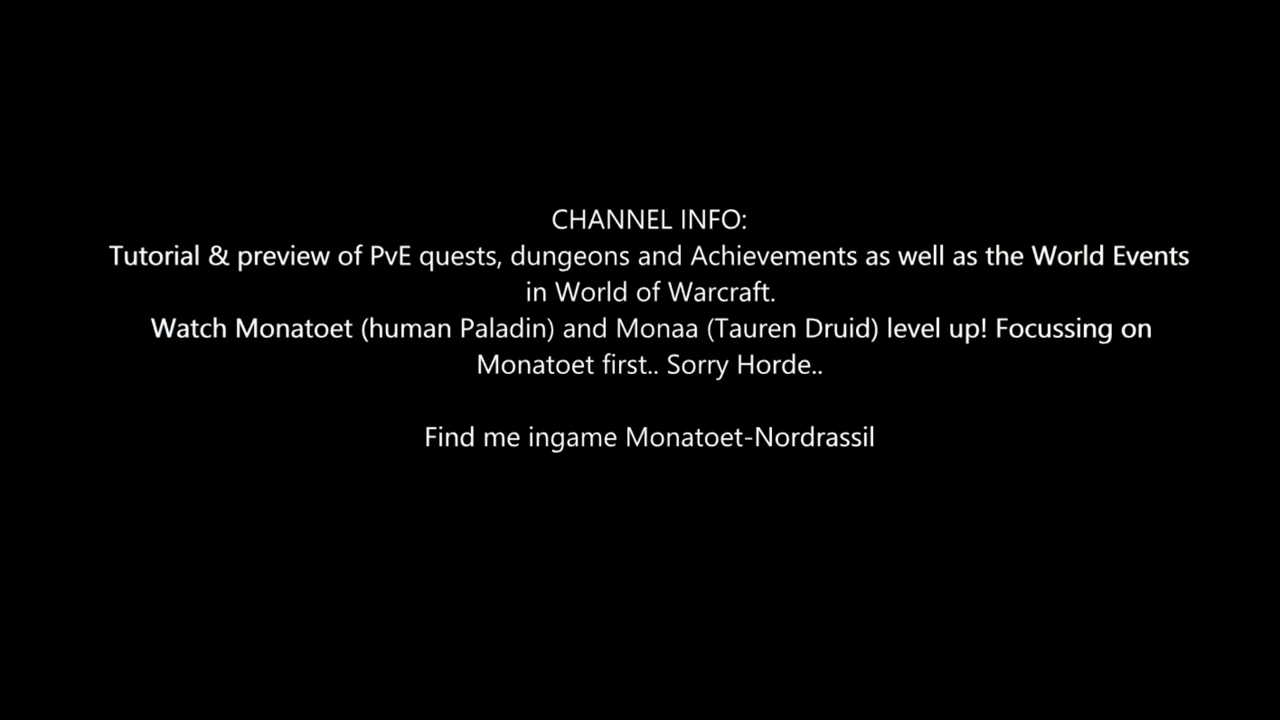 CHANNEL INFO:
Tutorial & preview of PvE quests, dungeons and Achievements as well as the World Events
in World of Warcraft.
Watch Monatoet (human Paladin) and Monaa (Tauren Druid) level up! Focussing on
Monatoet first.. Sorry Horde..
Find me ingame Monatoet-Nordrassil